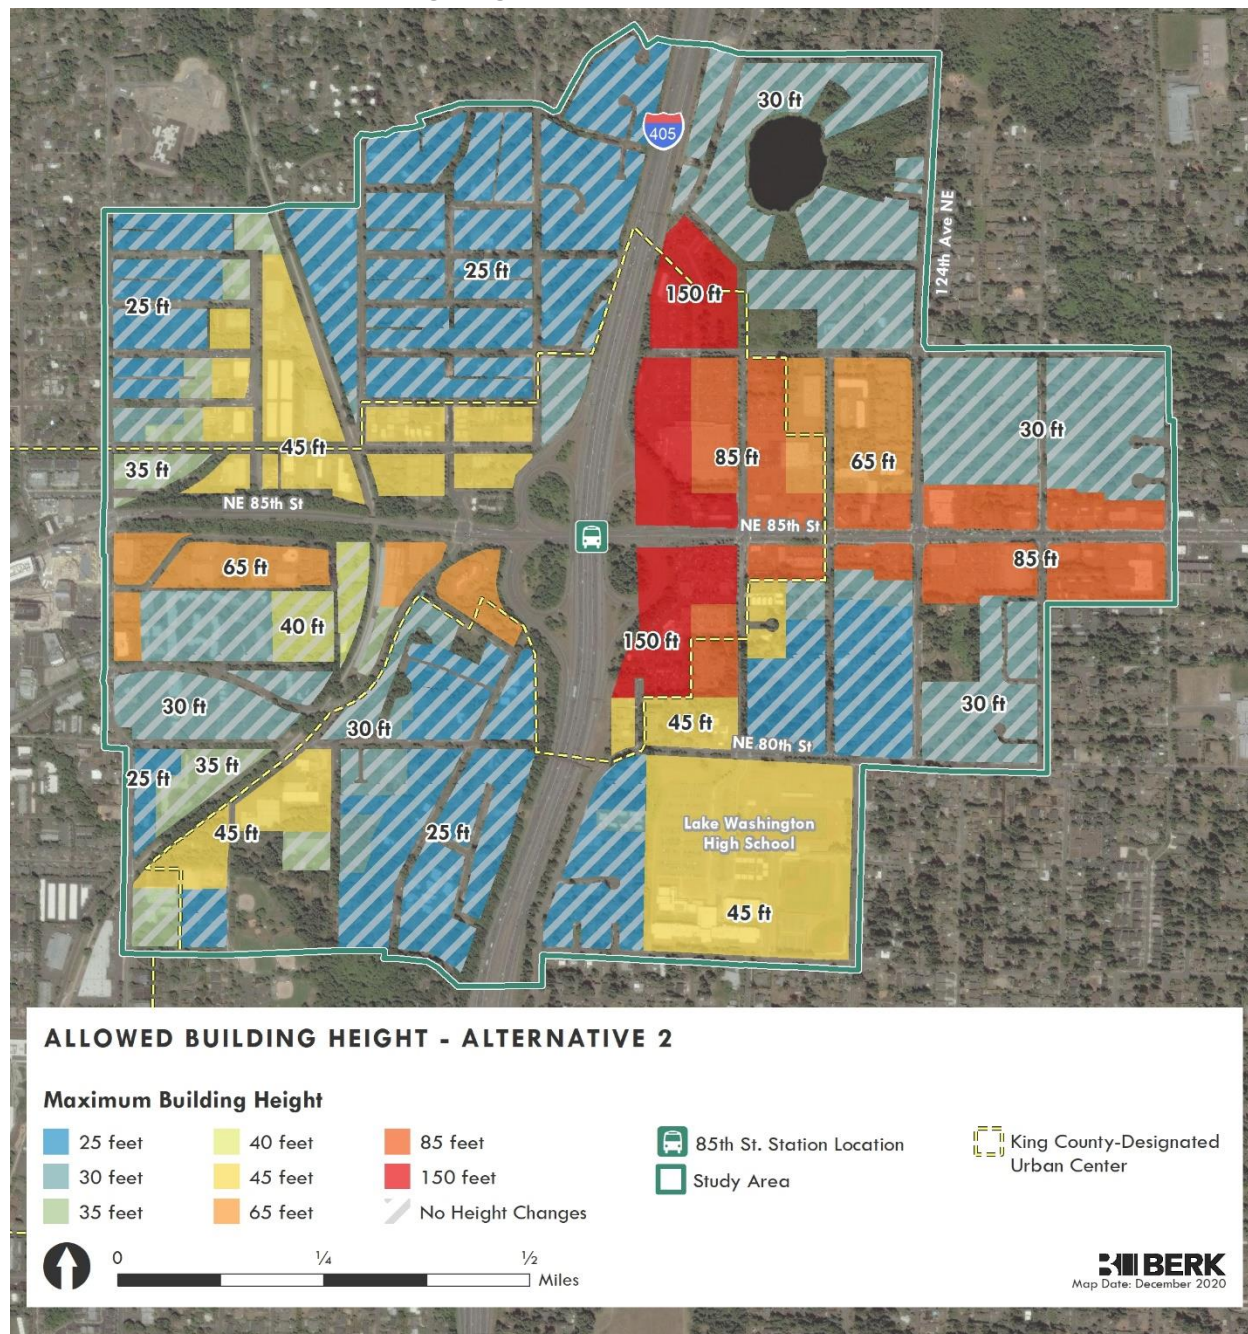 30 ft
405
124th Ave NE
25 ft
150 ft
25 ft
30 ft
45 ft
85 ft
65 ft
35 ft
NE 85th St
NE 85th St
65 ft
85 ft
40 ft
150 ft
30 ft
30 ft
45 ft
30 ft
NE 80th St
35 ft
25 ft
45 ft
25 ft
Lake Washington
High School
45 ft
ALLOWED BUILDING HEIGHT - ALTERNATIVE 2
Maximum Building Height
25 feet
30 feet
35 feet
40 feet
45 feet
65 feet
85 feet
150 feet
No Height Changes
85th St. Station Location
Study Area
King County-Designated
Urban Center
0 1/4 1/2
Miles
BERK
Map Date: December 2020